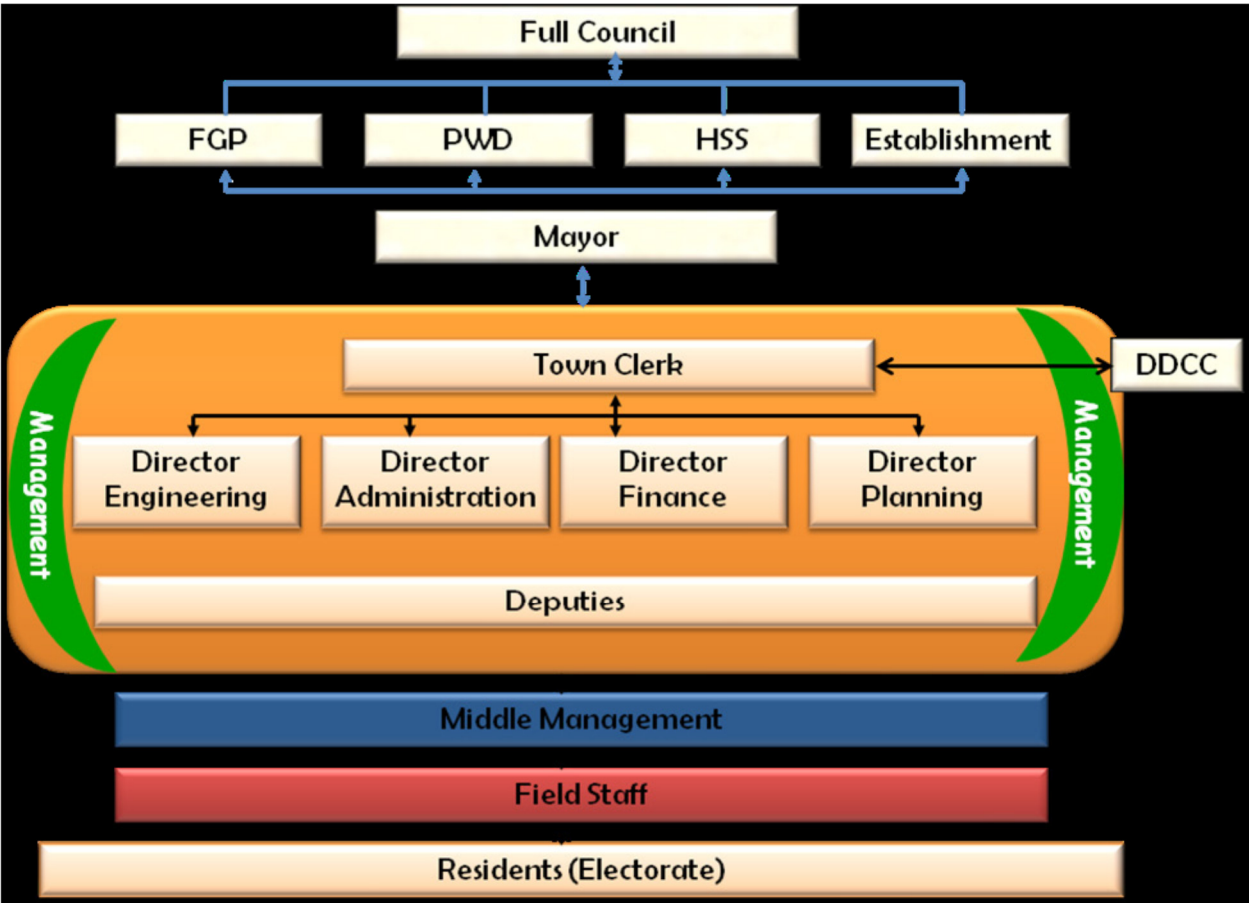 Full Council
FGP
PWD
HSS
Establishment
Mayor
Town Clerk
DDCC
Management
Management
Director
Engineering
Director
Administration
Director
Finance
Director
Planning
Deputies
Middle Management
Field Staff
Residents (Electorate)